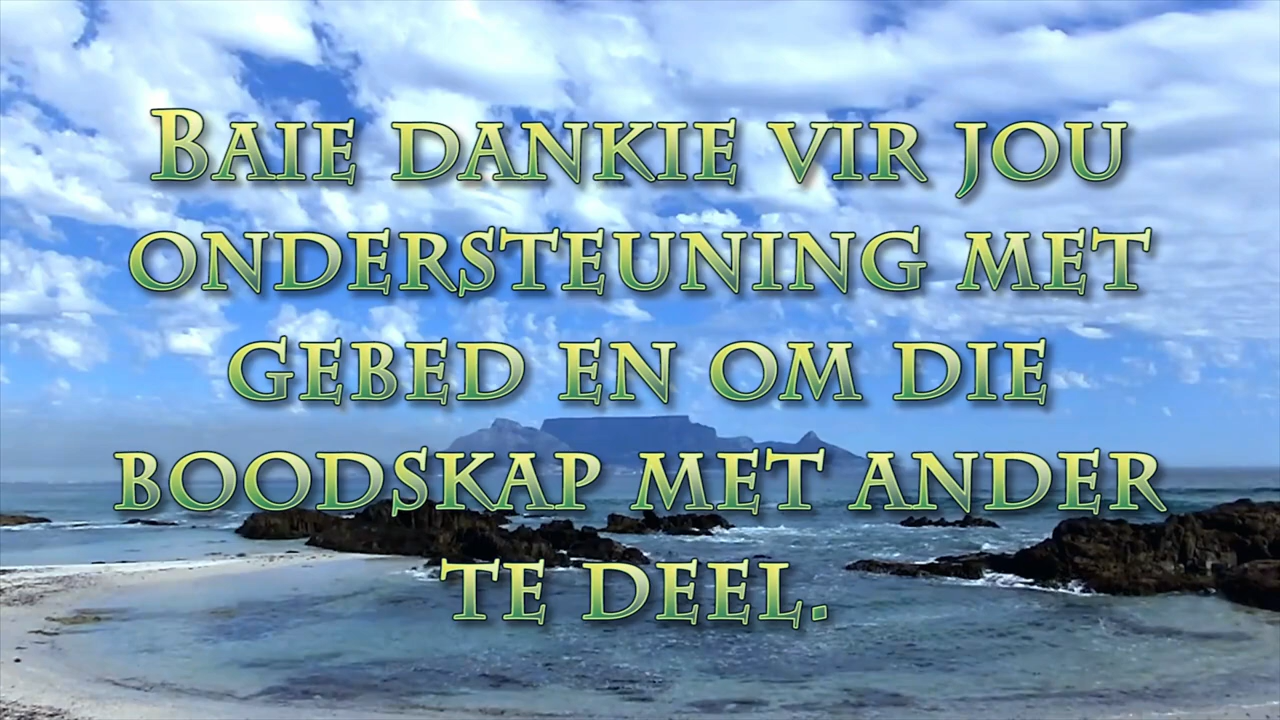 Baie dankie vir jou
ondersteuning met
gebed en om die
boodskap met ander
te deel.